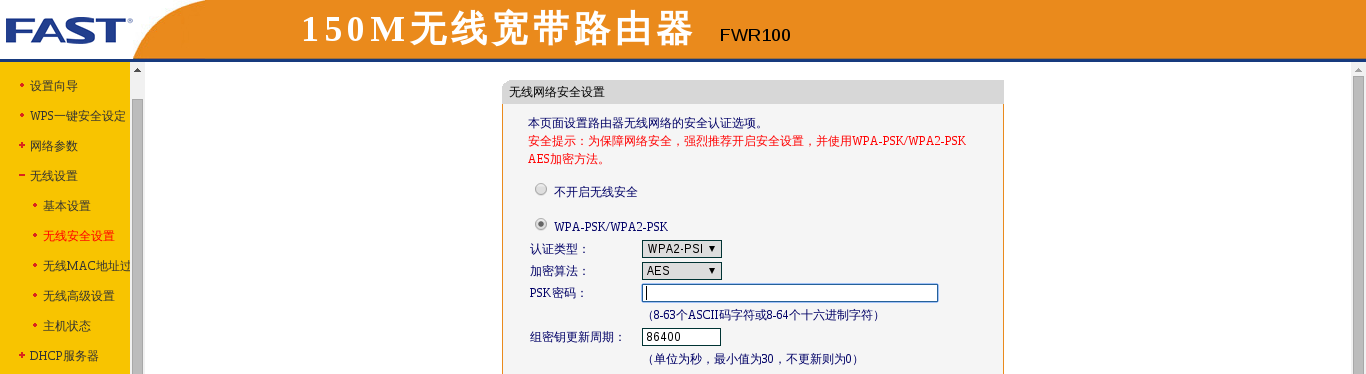 FAST®
150M无线宽带路由器 FWR100
设置向导
WPS一键安全设定
网络参数
无线设置
基本设置
无线安全设置
无线MAC地址过
无线高级设置
主机状态
DHCP服务器
无线网络安全设置
本页面设置路由器无线网络的安全认证选项。
安全提示：为保障网络安全，强烈推荐开启安全设置，并使用WPA-PSK/WPA2-PSK
AES加密方法。
不开启无线安全
WPA-PSK/WPA2-PSK
认证类型： WPA2-PSI
加密算法： AES
PSK密码：
（8-63个ASCII码字符或8-64个十六进制字符）
组密钥更新周期： 86400
（单位为秒，最小值为30，不更新则为0）